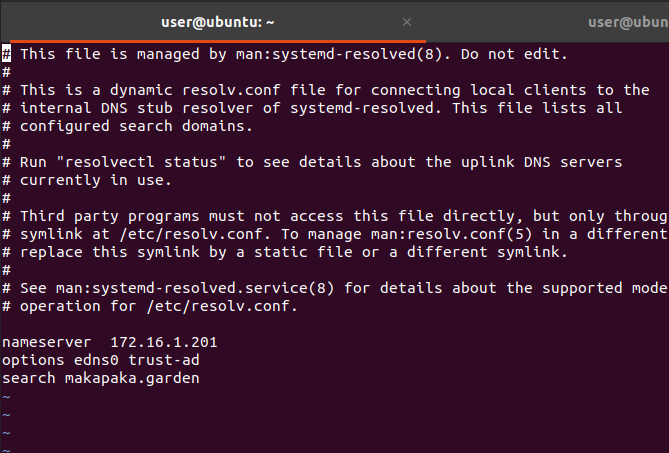 user@ubuntu: ~ × user@ubun
# This file is managed by man:systemd-resolved(8). Do not edit.
#
# This is a dynamic resolv.conf file for connecting local clients to the
# internal DNS stub resolver of systemd-resolved. This file lists all
# configured search domains.
#
# Run "resolvectl status" to see details about the uplink DNS servers
# currently in use.
#
# Third party programs must not access this file directly, but only throug
# symlink at /etc/resolv.conf. To manage man:resolv.conf(5) in a different
# replace this symlink by a static file or a different symlink.
#
# See man:systemd-resolved.service(8) for details about the supported mode
# operation for /etc/resolv.conf.
nameserver  172.16.1.201
options edns0 trust-ad
search makapaka.garden
~
~
~
~